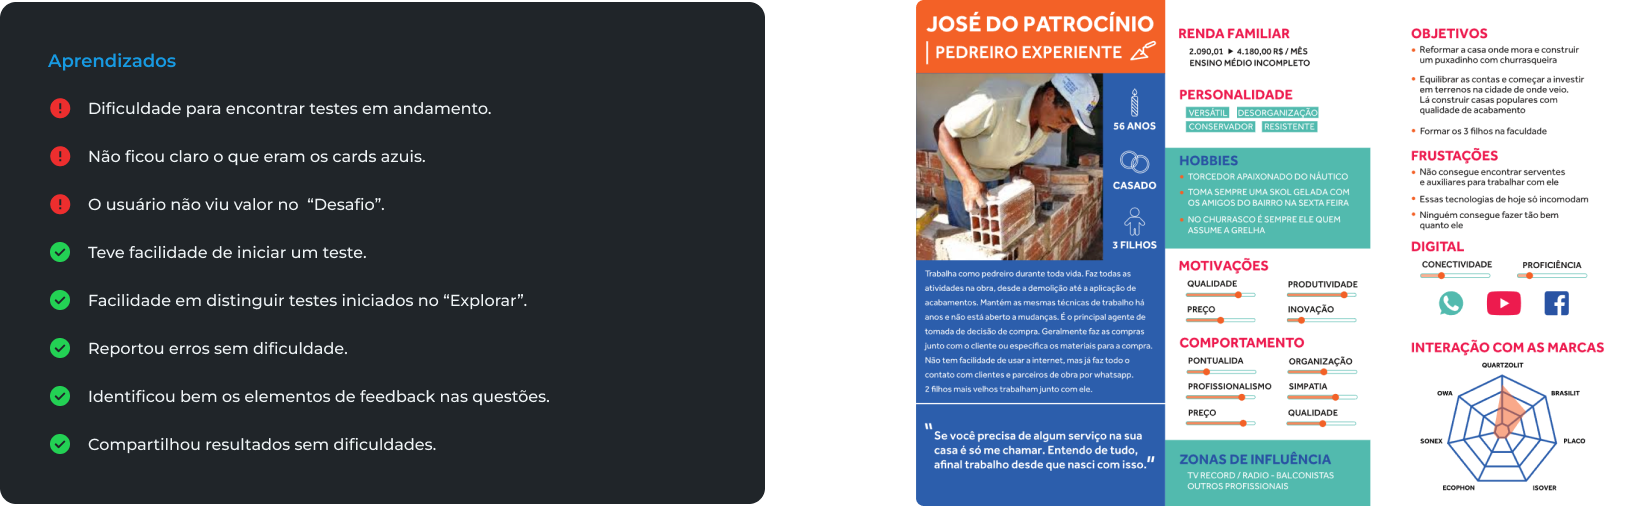 Aprendizados
Dificuldade para encontrar testes em andamento.
Não ficou claro o que eram os cards azuis.
O usuário não viu valor no “Desafio”.
Teve facilidade de iniciar um teste.
Facilidade em distinguir testes iniciados no “Explorar”.
Reportou erros sem dificuldade.
Identificou bem os elementos de feedback nas questões.
Compartilhou resultados sem dificuldades.
JOSÉ DO PATROCÍNIO
PEDREIRO EXPERIENTE
56 ANOS
CASADO
3 FILHOS
Trabalha como pedreiro durante toda vida. Faz todas as
atividades na obra, desde a demolição até a aplicação de
acabamentos. Mantém as mesmas técnicas de trabalho há
anos e não está aberto a mudanças. É o principal agente de
tomada de decisão de compra. Geralmente faz as compras
junto com o cliente ou especifica os materiais para a compra.
Não tem facilidade de usar a internet, mas já faz todo o
contato com clientes e parceiros de obra por whatsapp.
2 filhos mais velhos trabalham junto com ele.
"Se você precisa de algum serviço na sua
casa é só me chamar. Entendo de tudo,
afinal trabalho desde que nasci com isso."
RENDA FAMILIAR
2.090,01 ▶ 4.180,00 R$ / MÊS
ENSINO MÉDIO INCOMPLETO
PERSONALIDADE
VERSÁTIL DESORGANIZAÇÃO
CONSERVADOR RESISTENTE
HOBBIES
• TORCEDOR APAIXONADO DO NÁUTICO
• TOMA SEMPRE UMA SKOL GELADA COM
OS AMIGOS DO BAIRRO NA SEXTA FEIRA
• NO CHURRASCO É SEMPRE ELE QUEM
ASSUME A GRELHA
MOTIVAÇÕES
QUALIDADE PRODUTIVIDADE
PREÇO INOVAÇÃO
COMPORTAMENTO
PONTUALIDA ORGANIZAÇÃO
PROFISSIONALISMO SIMPATIA
PREÇO QUALIDADE
ZONAS DE INFLUÊNCIA
TV RECORD / RADIO - BALCONISTAS
OUTROS PROFISSIONAIS
OBJETIVOS
• Reformar a casa onde mora e construir
um puxadinho com churrasqueira
• Equilibrar as contas e começar a investir
em terrenos na cidade de onde veio.
Lá construir casas populares com
qualidade de acabamento
• Formar os 3 filhos na faculdade
FRUSTAÇÕES
• Não consegue encontrar serventes
e auxiliares para trabalhar com ele
• Essas tecnologias de hoje só incomodam
• Ninguém consegue fazer tão bem
quanto ele
DIGITAL
CONECTIVIDADE PROFICIÊNCIA
INTERAÇÃO COM AS MARCAS
QUARTZOLIT
OWA BRASILIT
SONEX PLACO
ECOPHON ISOVER